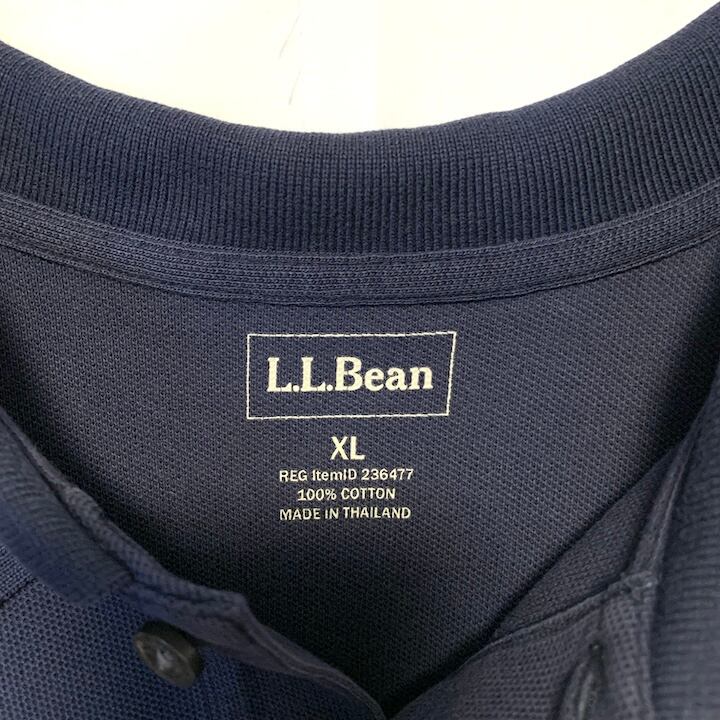 L.L.Bean
XL
REG ItemID 236477
100% COTTON
MADE IN THAILAND